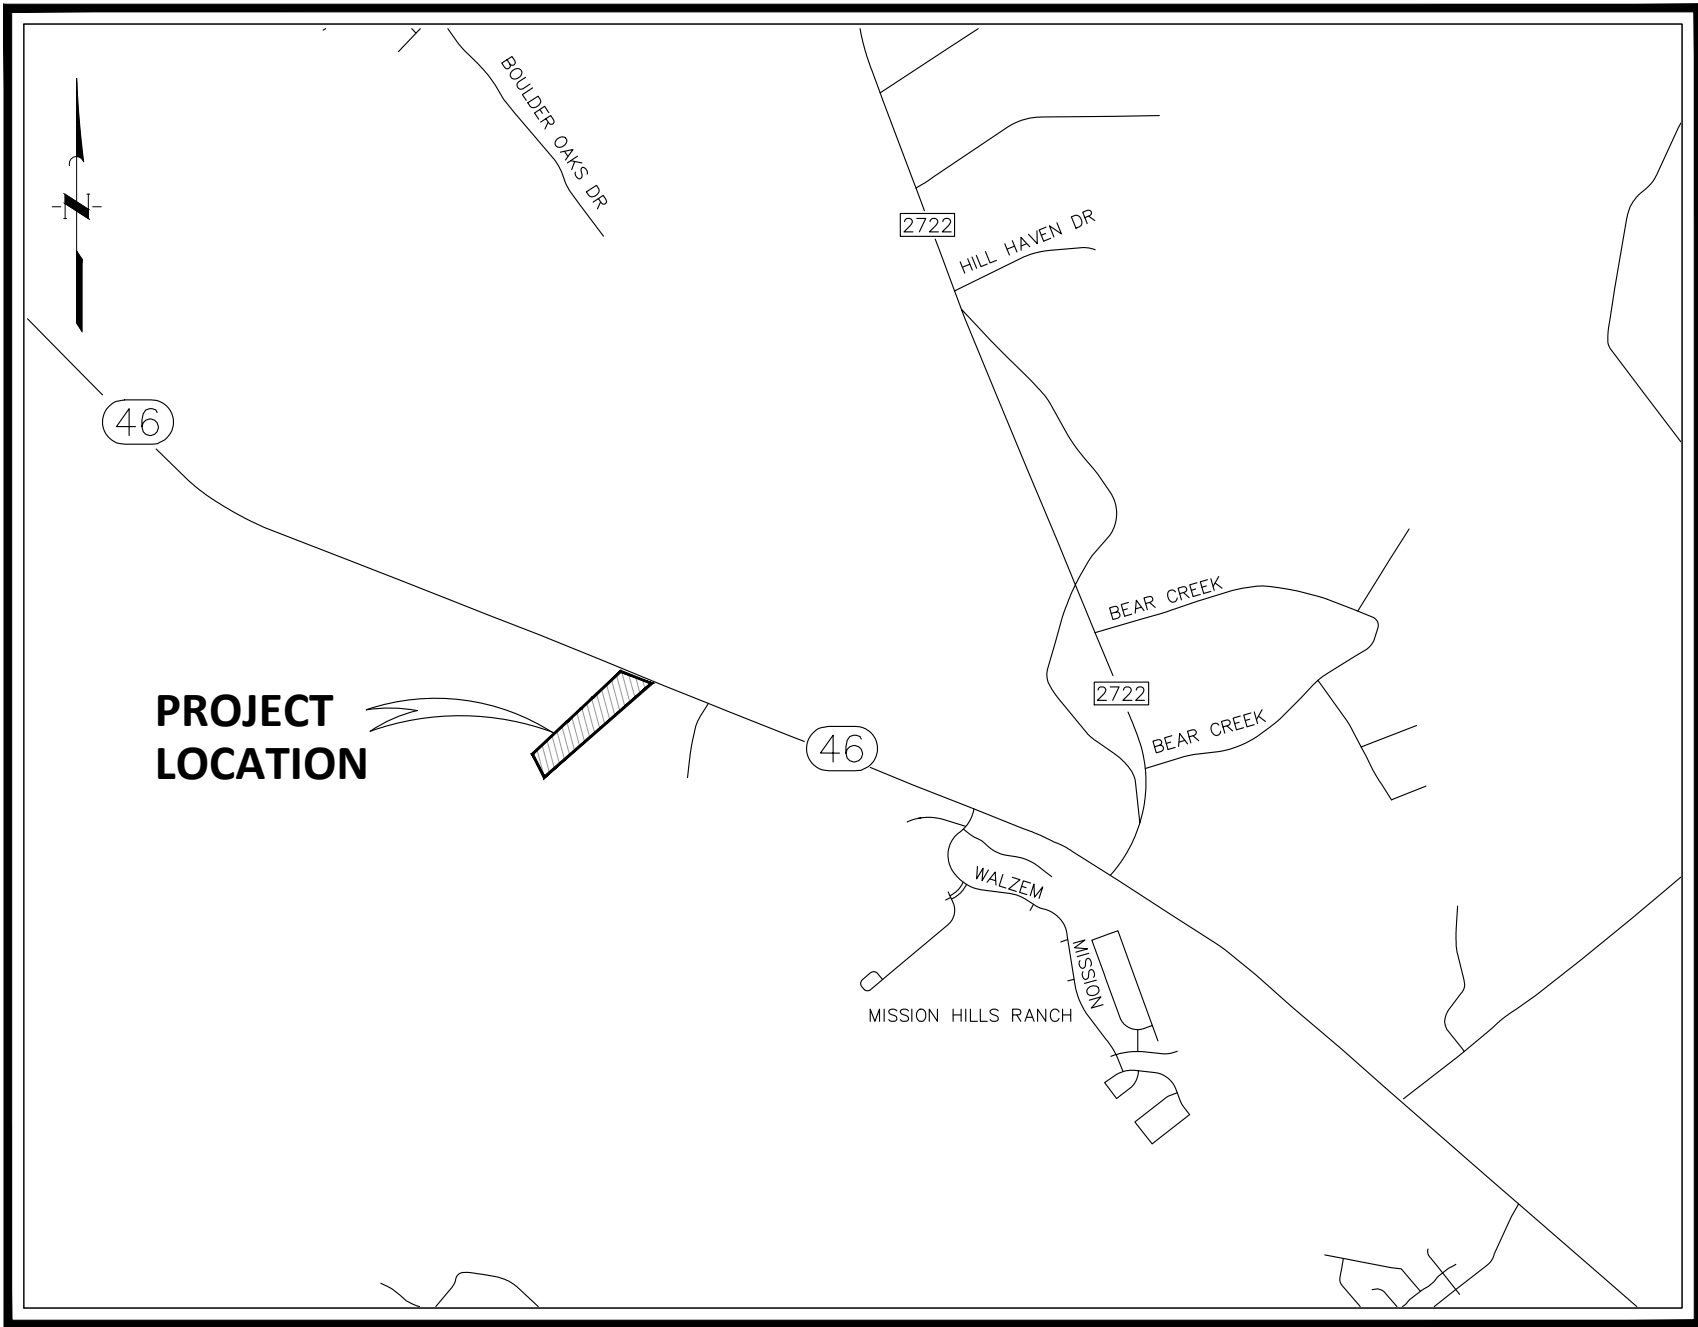 BOULDER OAKS DR
N
2722
HILL HAVEN DR
46
BEAR CREEK
2722
PROJECT
LOCATION
BEAR CREEK
46
WALZEM
MISSION
MISSION HILLS RANCH